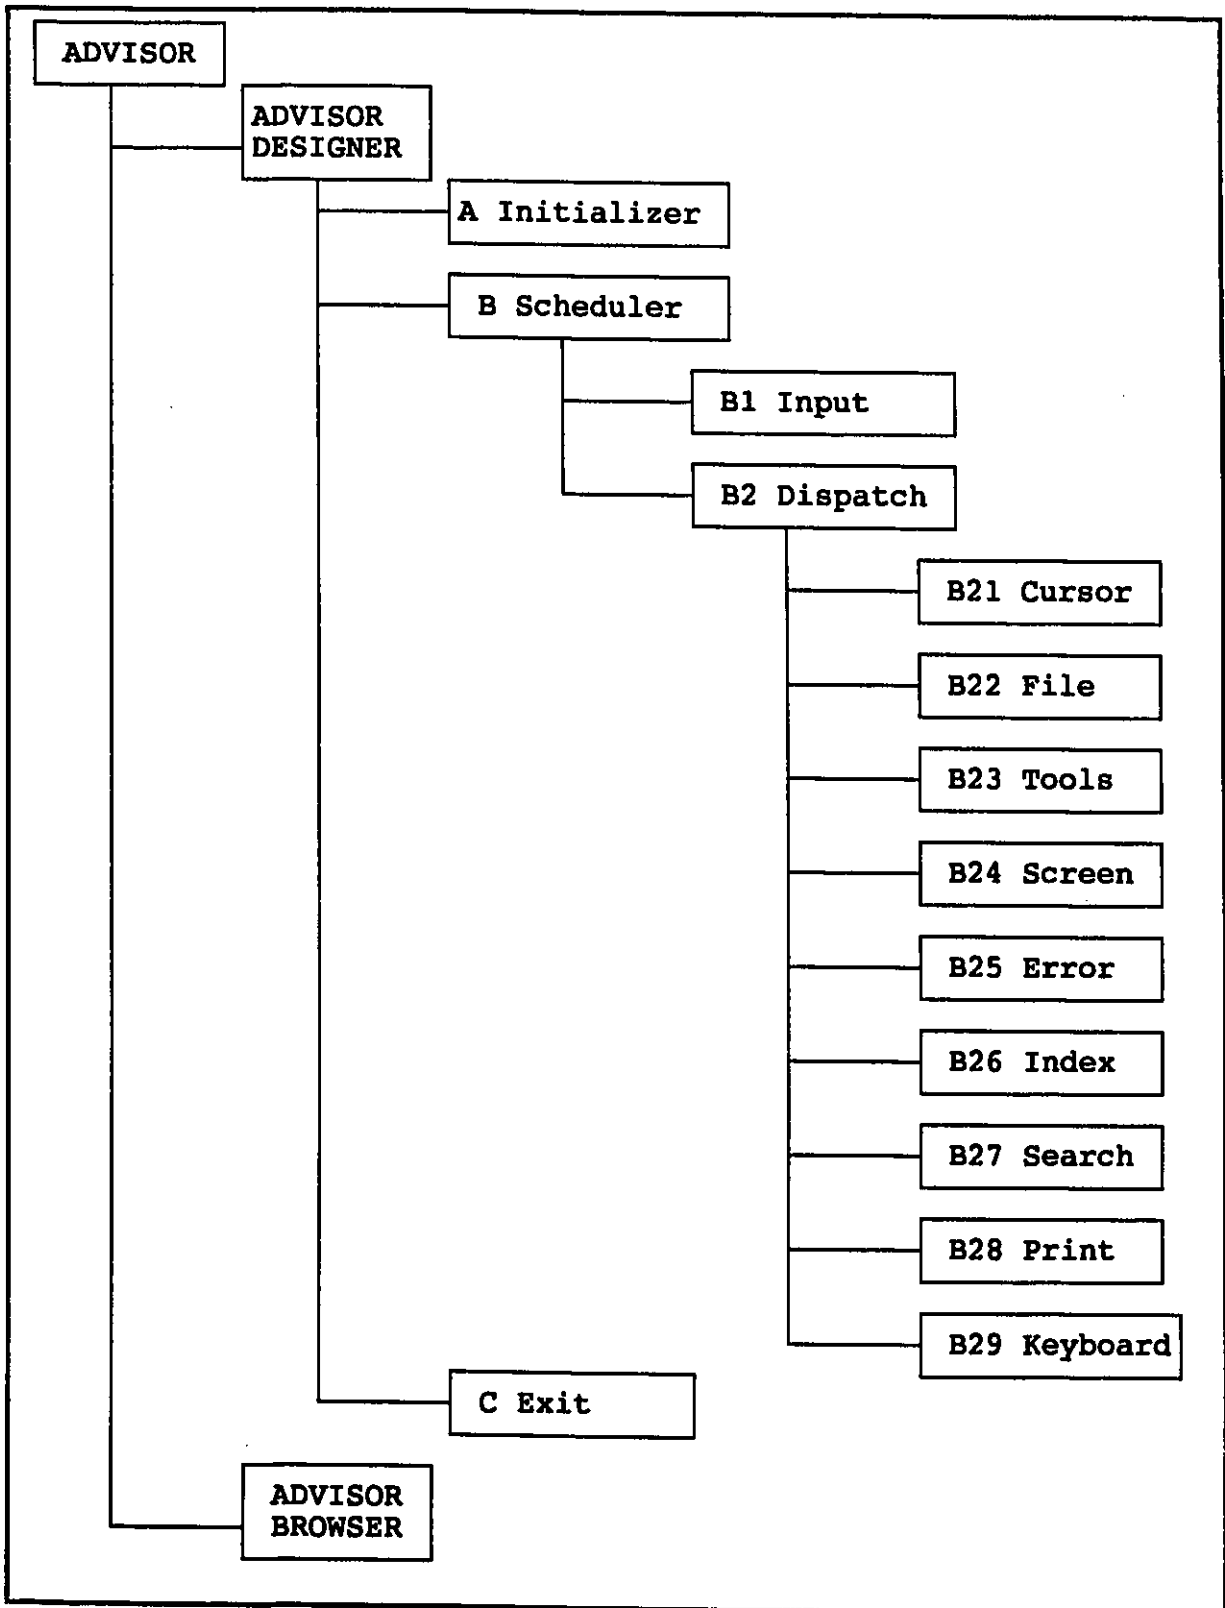 ADVISOR
ADVISOR
DESIGNER
A Initializer
B Scheduler
B1 Input
B2 Dispatch
B21 Cursor
B22 File
B23 Tools
B24 Screen
B25 Error
B26 Index
B27 Search
B28 Print
B29 Keyboard
C Exit
ADVISOR
BROWSER